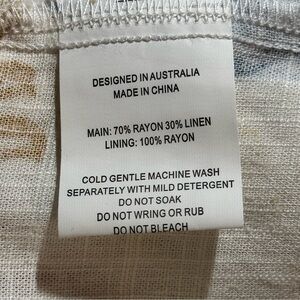 DESIGNED IN AUSTRALIA
MADE IN CHINA
MAIN: 70% RAYON 30% LINEN
LINING: 100% RAYON
COLD GENTLE MACHINE WASH
SEPARATELY WITH MILD DETERGENT
DO NOT SOAK
DO NOT WRING OR RUB
DO NOT BLEACH